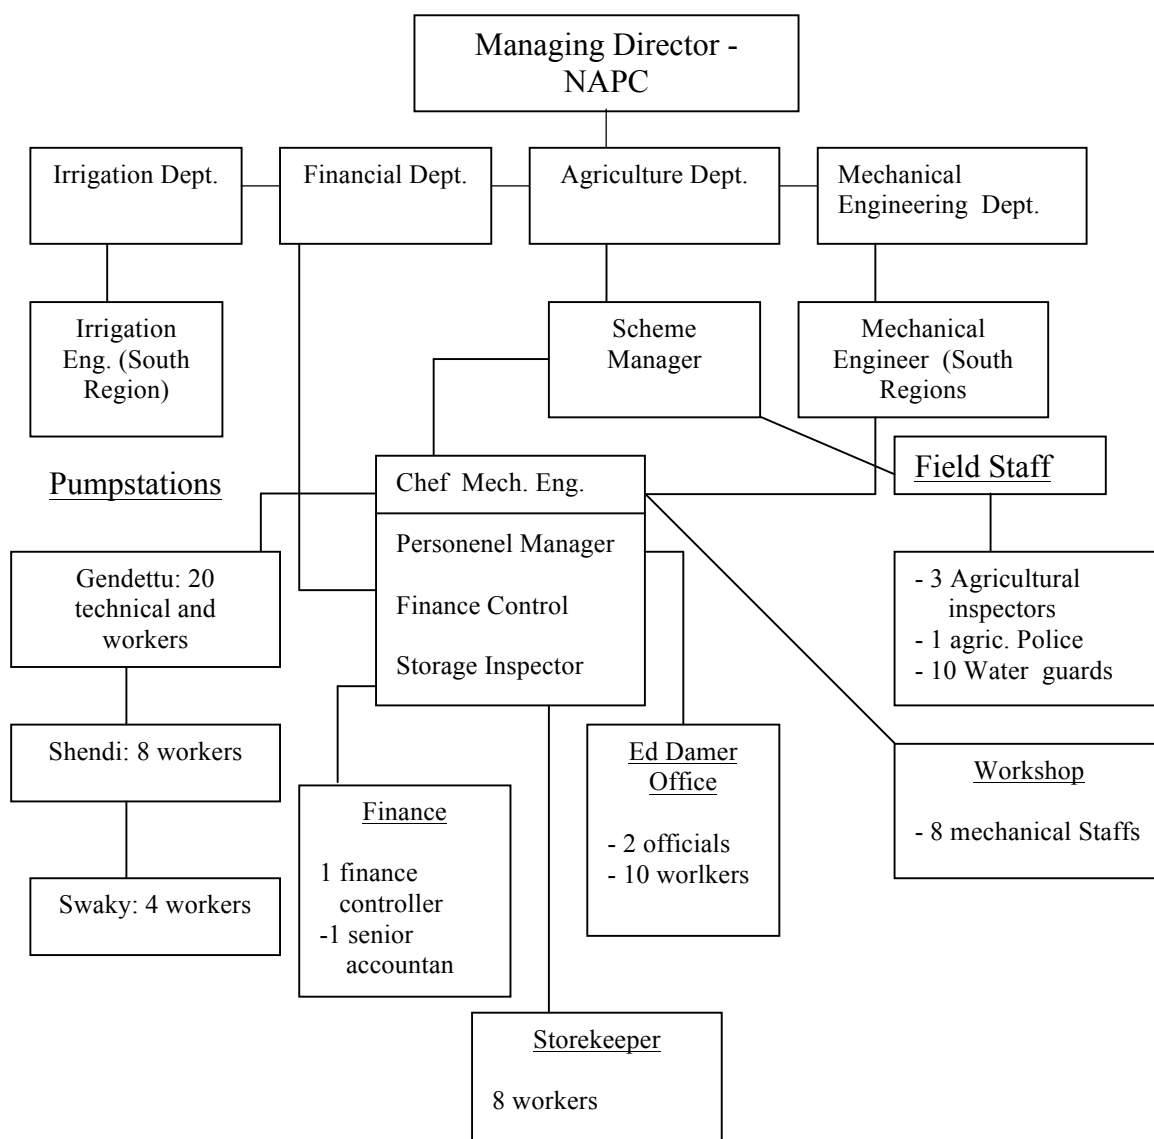 Managing Director -
NAPC
Irrigation Dept.
Financial Dept.
Agriculture Dept.
Mechanical
Engineering Dept.
Irrigation
Eng. (South
Region)
Scheme
Manager
Mechanical
Engineer (South
Regions
Pumpstations
Chef Mech. Eng.
Field Staff
Personenel Manager
Finance Control
Storage Inspector
Gendettu: 20
technical and
workers
- 3 Agricultural
inspectors
- 1 agric. Police
- 10 Water guards
Shendi: 8 workers
Ed Damer
Office
- 2 officials
- 10 worlkers
Workshop
- 8 mechanical Staffs
Finance
1 finance
controller
-1 senior
accountan
Swaky: 4 workers
Storekeeper
8 workers